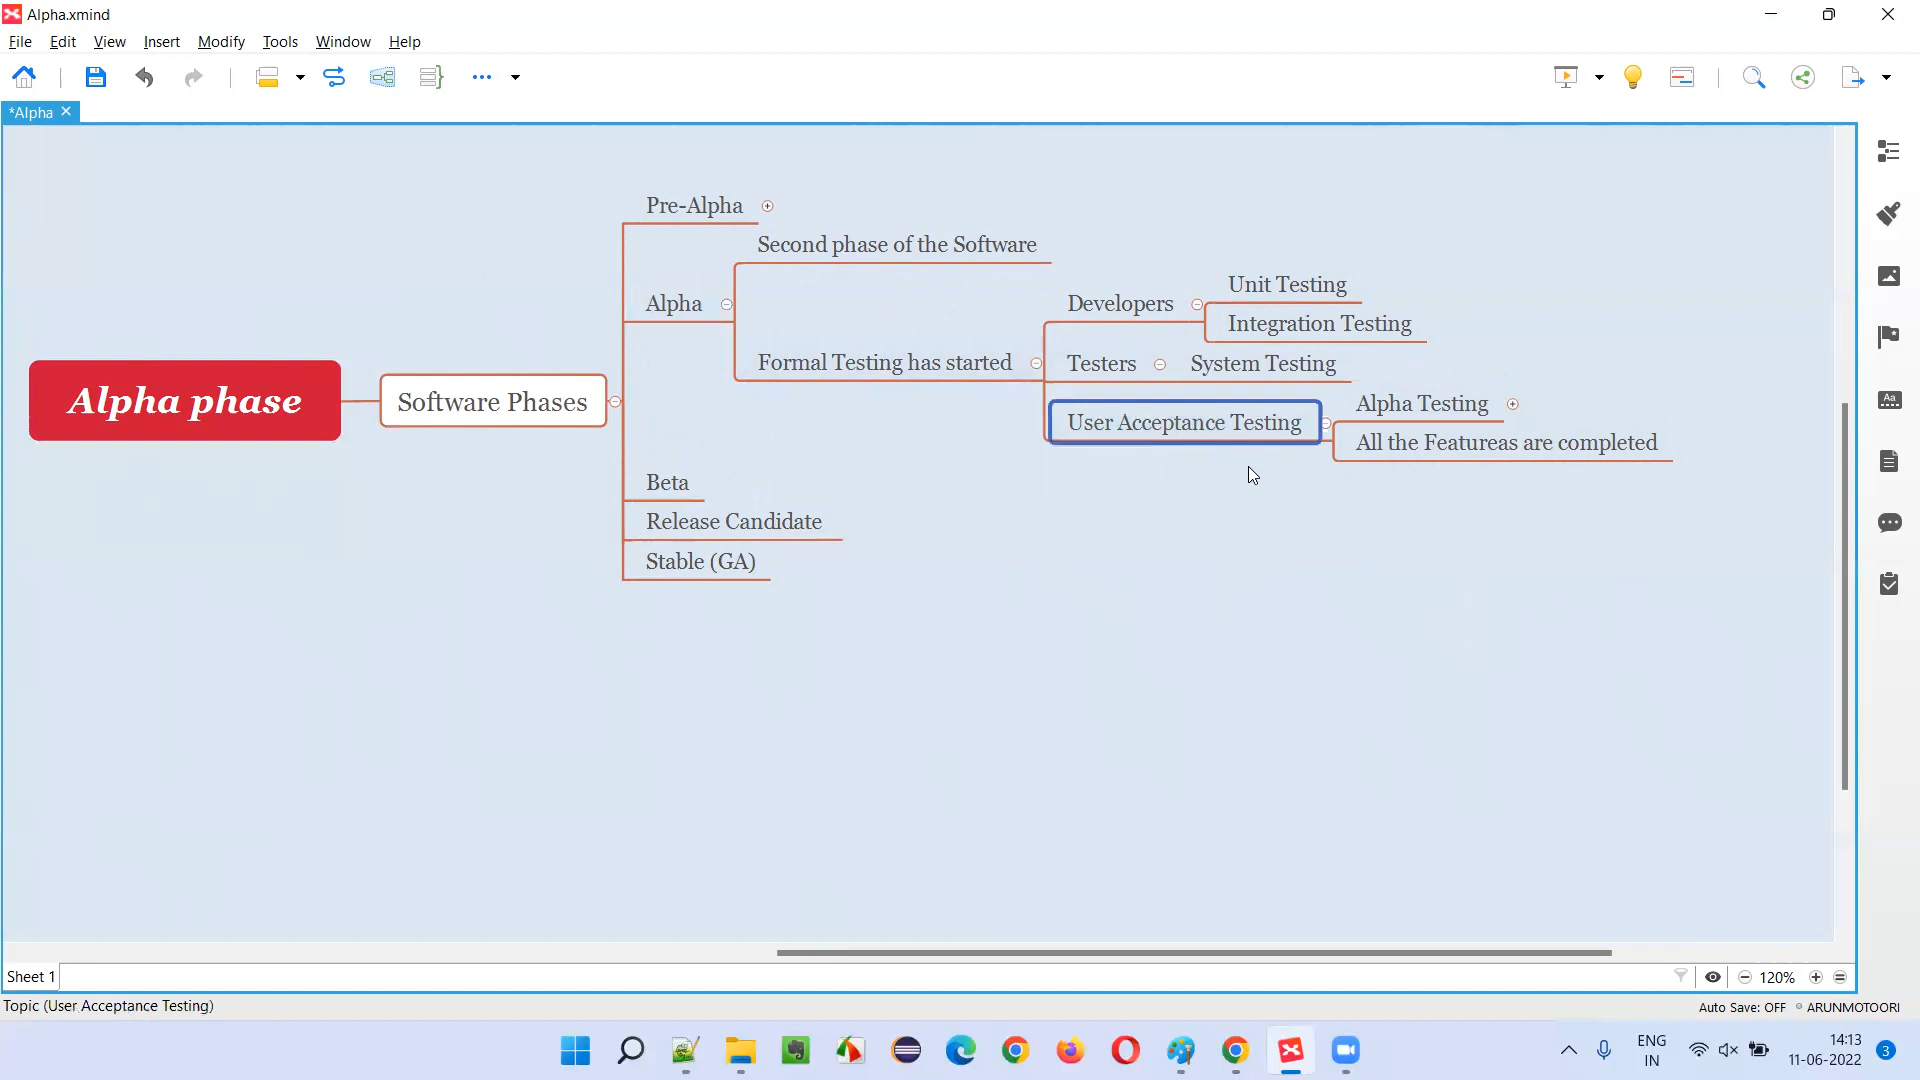 Alpha.xmind
File Edit View Insert Modify Tools Window Help
*Alpha
Pre-Alpha
Second phase of the Software
Unit Testing
Alpha
Developers
Integration Testing
Formal Testing has started
Testers
System Testing
Alpha phase
Software Phases
Alpha Testing
User Acceptance Testing
All the Featureas are completed
Beta
Release Candidate
Stable (GA)
Aa
Sheet 1
120%
Topic (User Acceptance Testing)
Auto Save: OFF
ARUNMOTOORI
ENG
IN
14:13
11-06-2022
3